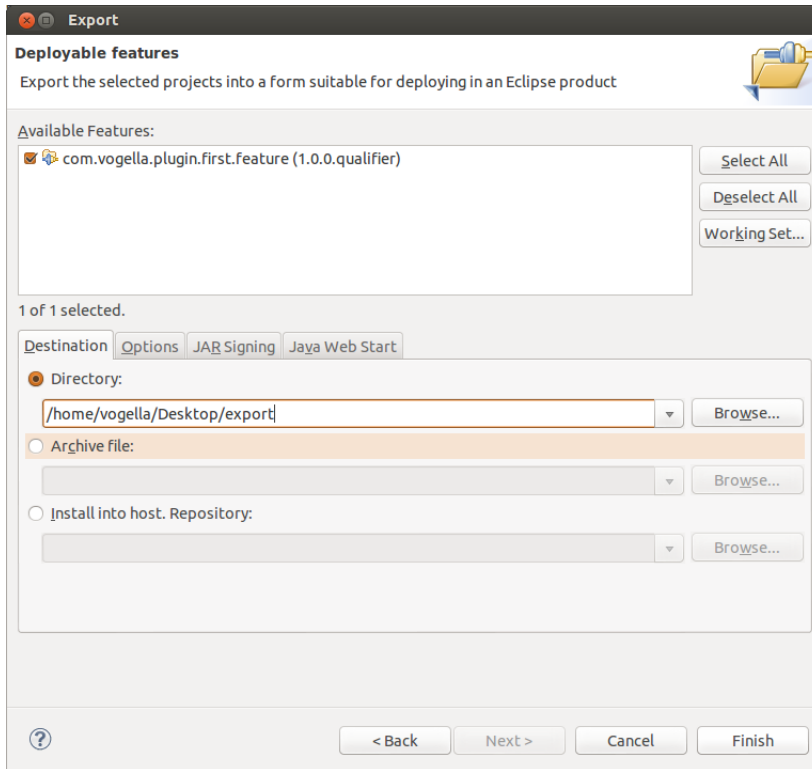 Export
Deployable features
Export the selected projects into a form suitable for deploying in an Eclipse product
Available Features:
com.vogella.plugin.first.feature (1.0.0.qualifier)
Select All
Deselect All
Working Set...
1 of 1 selected.
Destination Options JAR Signing Java Web Start
Directory:
/home/vogella/Desktop/export Browse...
Archive file:
Browse...
Install into host. Repository:
Browse...
? < Back Next > Cancel Finish